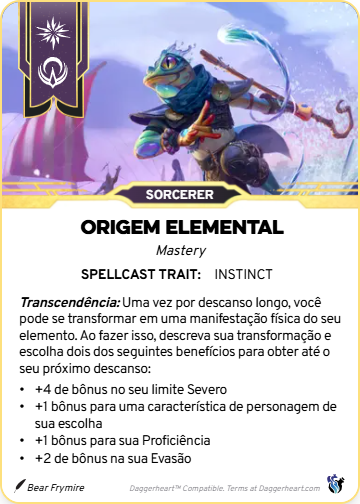 SORCERER
ORIGEM ELEMENTAL
Mastery
SPELLCAST TRAIT: INSTINCT
Transcendência: Uma vez por descanso longo, você
pode se transformar em uma manifestação física do seu
elemento. Ao fazer isso, descreva sua transformação e
escolha dois dos seguintes benefícios para obter até o
seu próximo descanso:
• +4 de bônus no seu limite Severo
• +1 bônus para uma característica de personagem de
sua escolha
• +1 bônus para sua Proficiência
• +2 de bônus na sua Evasão
Bear Frymire
Daggerheart™ Compatible. Terms at Daggerheart.com